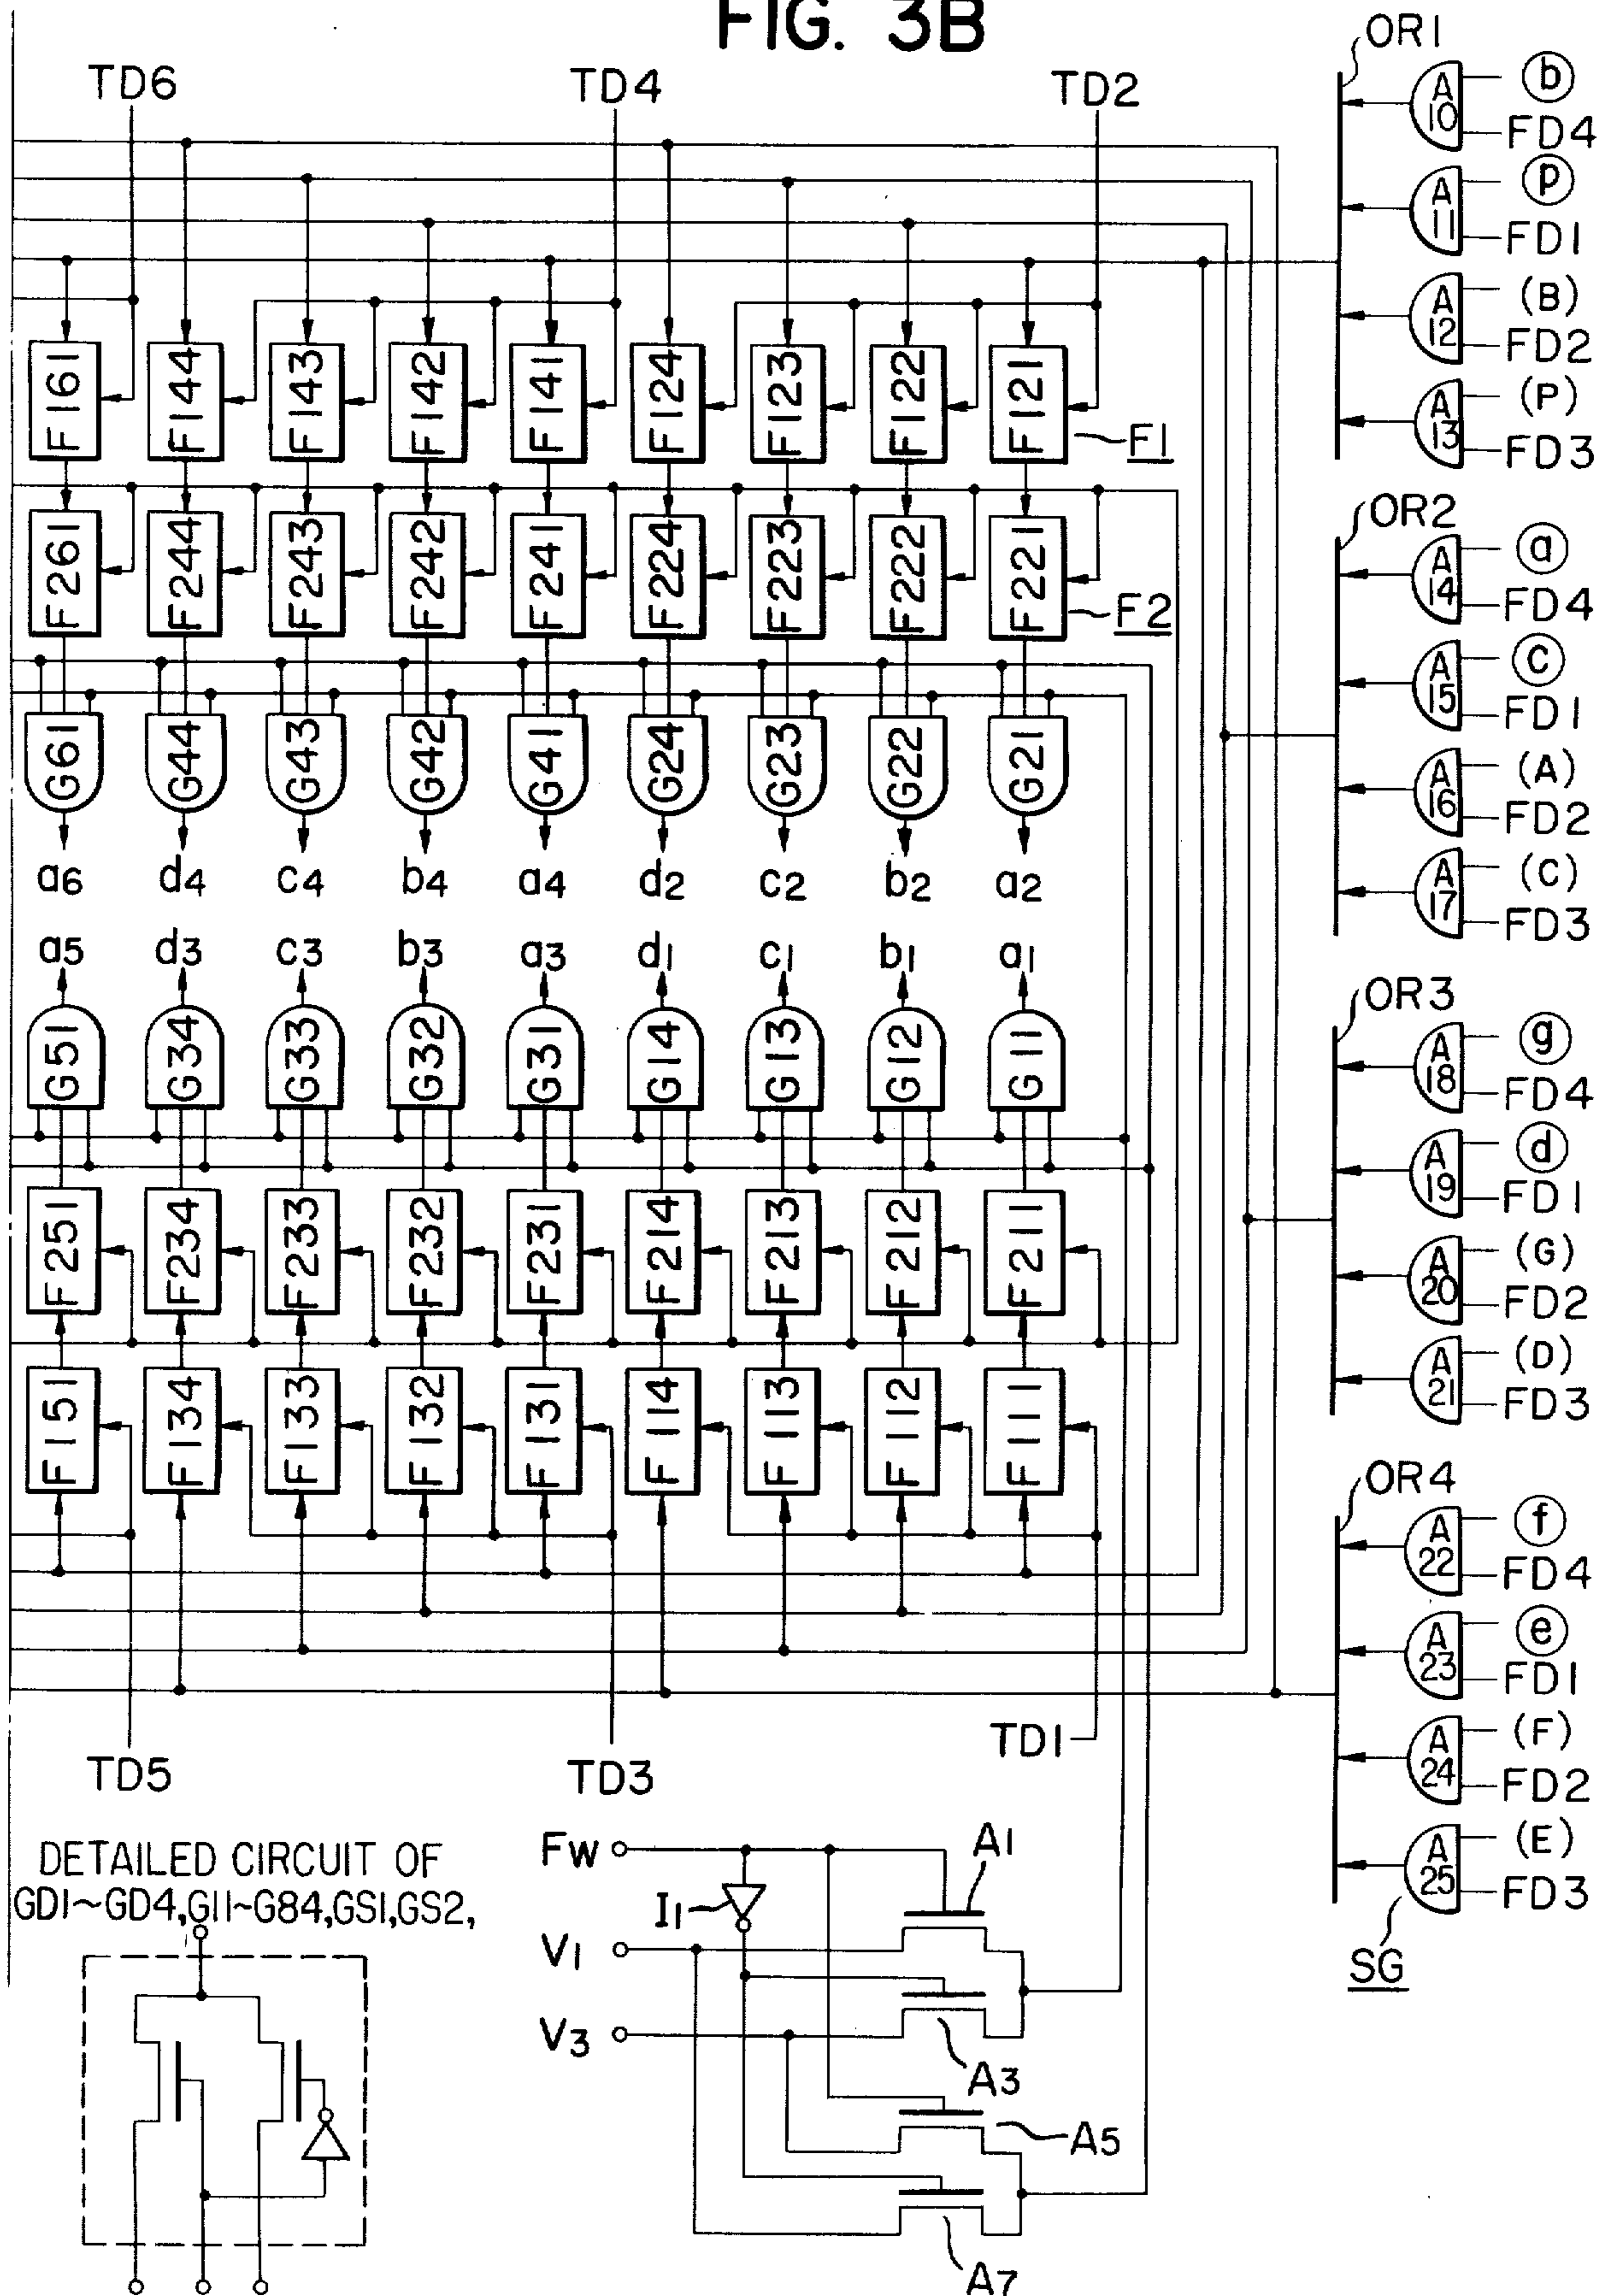 FIG. 3B
TD6 TD4 TD2
F161 F144 F143 F142 F141 F124 F123 F122 F121
F1
F261 F244 F243 F242 F241 F224 F223 F222 F221
F2
G61 G44 G43 G42 G41 G24 G23 G22 G21
a6 d4 c4 b4 a4 d2 c2 b2 a2
a5 d3 c3 b3 a3 d1 c1 b1 a1
G51 G34 G33 G32 G31 G14 G13 G12 G11
F251 F234 F233 F232 F231 F214 F213 F212 F211
F151 F134 F133 F132 F131 F114 F113 F112 F111
TD5 TD3 TD1
OR1
A10 b
FD4
A11 p
FD1
A12 (B)
FD2
A13 (P)
FD3
OR2
A14 a
FD4
A15 c
FD1
A16 (A)
FD2
A17 (C)
FD3
OR3
A18 g
FD4
A19 d
FD1
A20 (G)
FD2
A21 (D)
FD3
OR4
A22 f
FD4
A23 e
FD1
A24 (F)
FD2
A25 (E)
FD3
SG
DETAILED CIRCUIT OF
GD1~GD4,G11~G84,GS1,GS2,
FW
I1
V1
V3
A1
A3
A5
A7